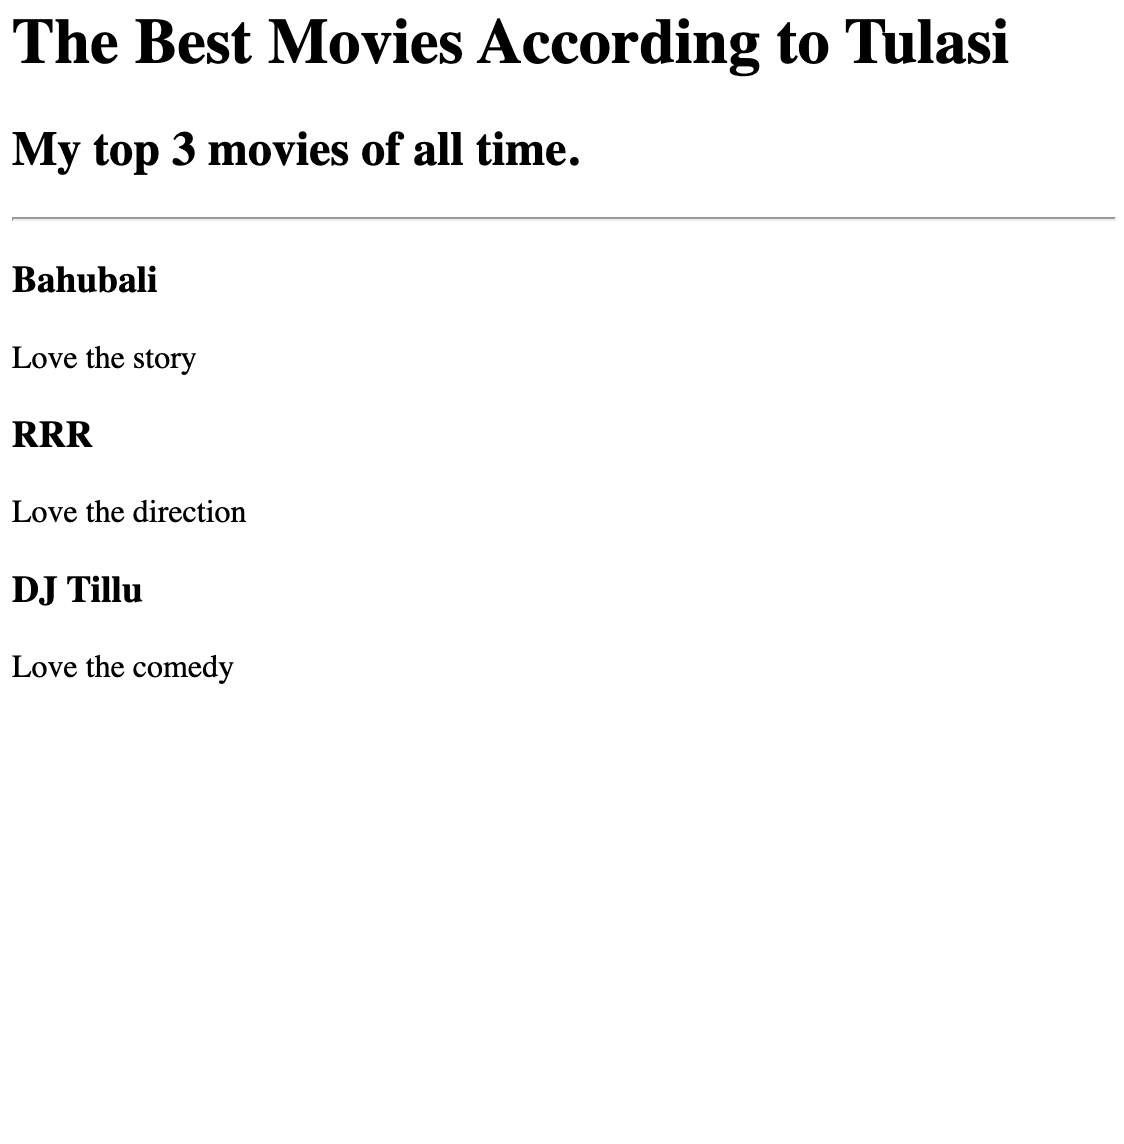 The Best Movies According to Tulasi
My top 3 movies of all time.
Bahubali
Love the story
RRR
Love the direction
DJ Tillu
Love the comedy